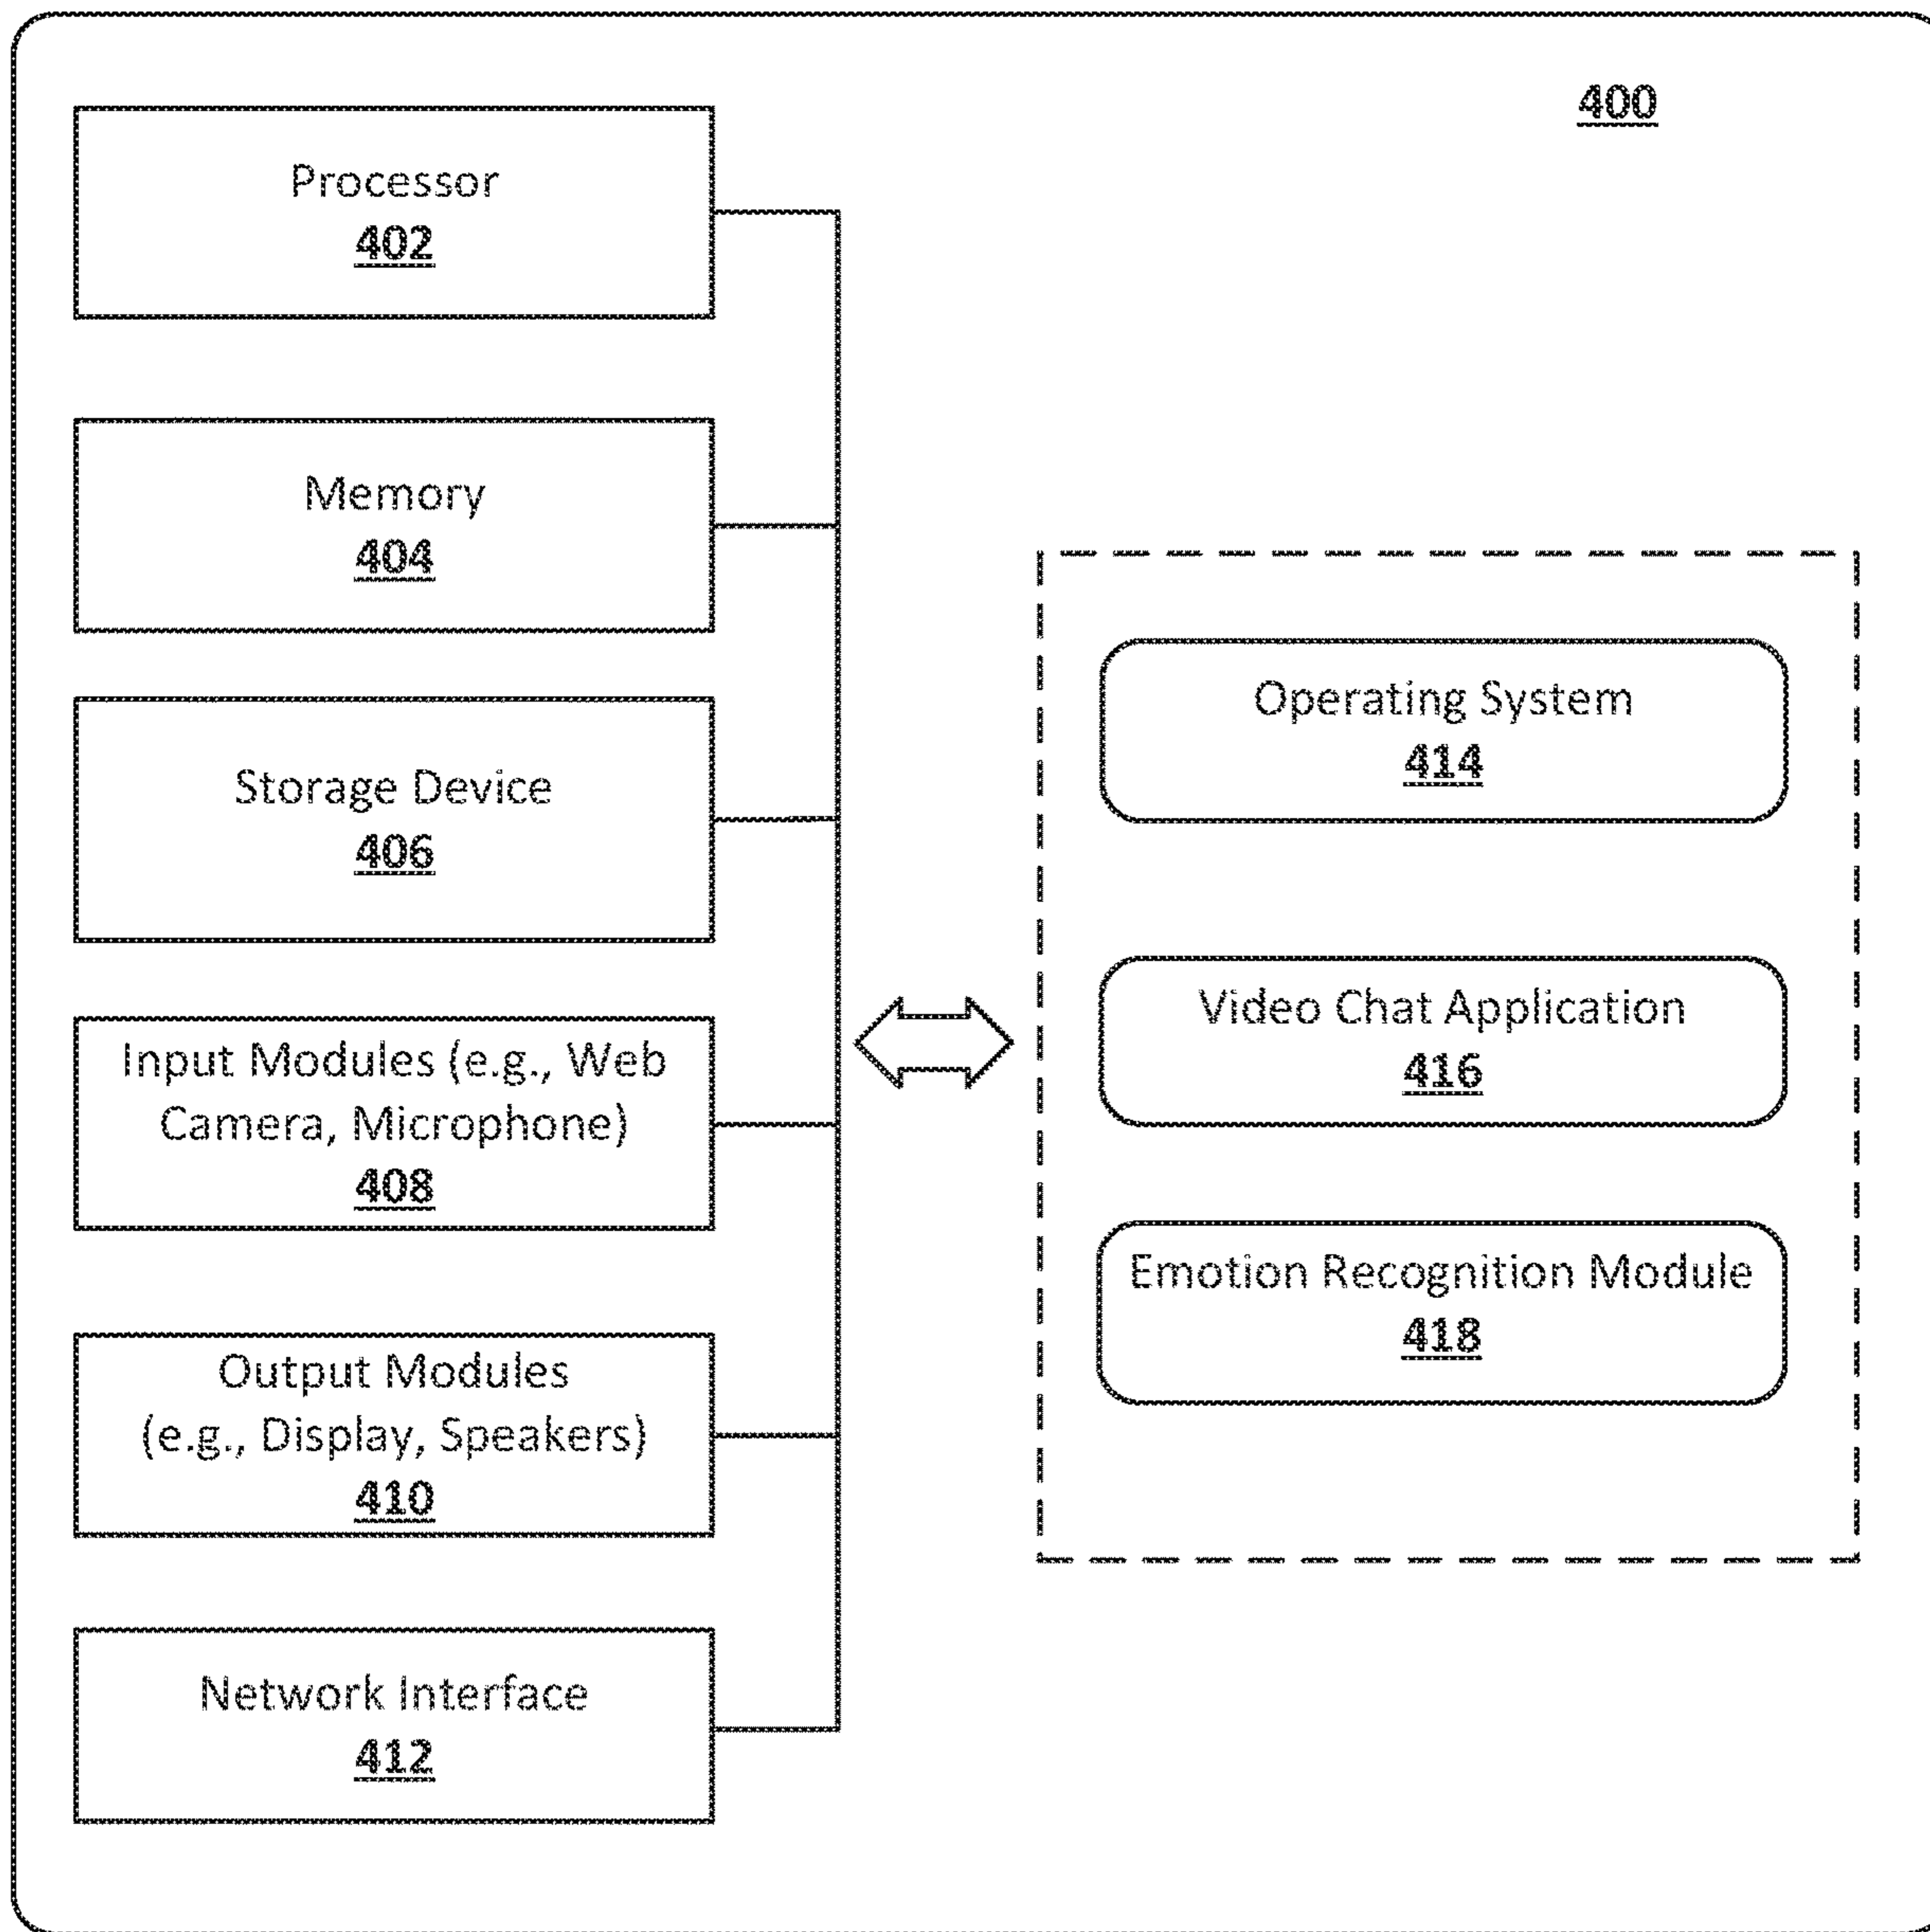 400
Processor
402
Memory
404
Storage Device
406
Input Modules (e.g., Web
Camera, Microphone)
408
Output Modules
(e.g., Display, Speakers)
410
Network Interface
412
Operating System
414
Video Chat Application
416
Emotion Recognition Module
418